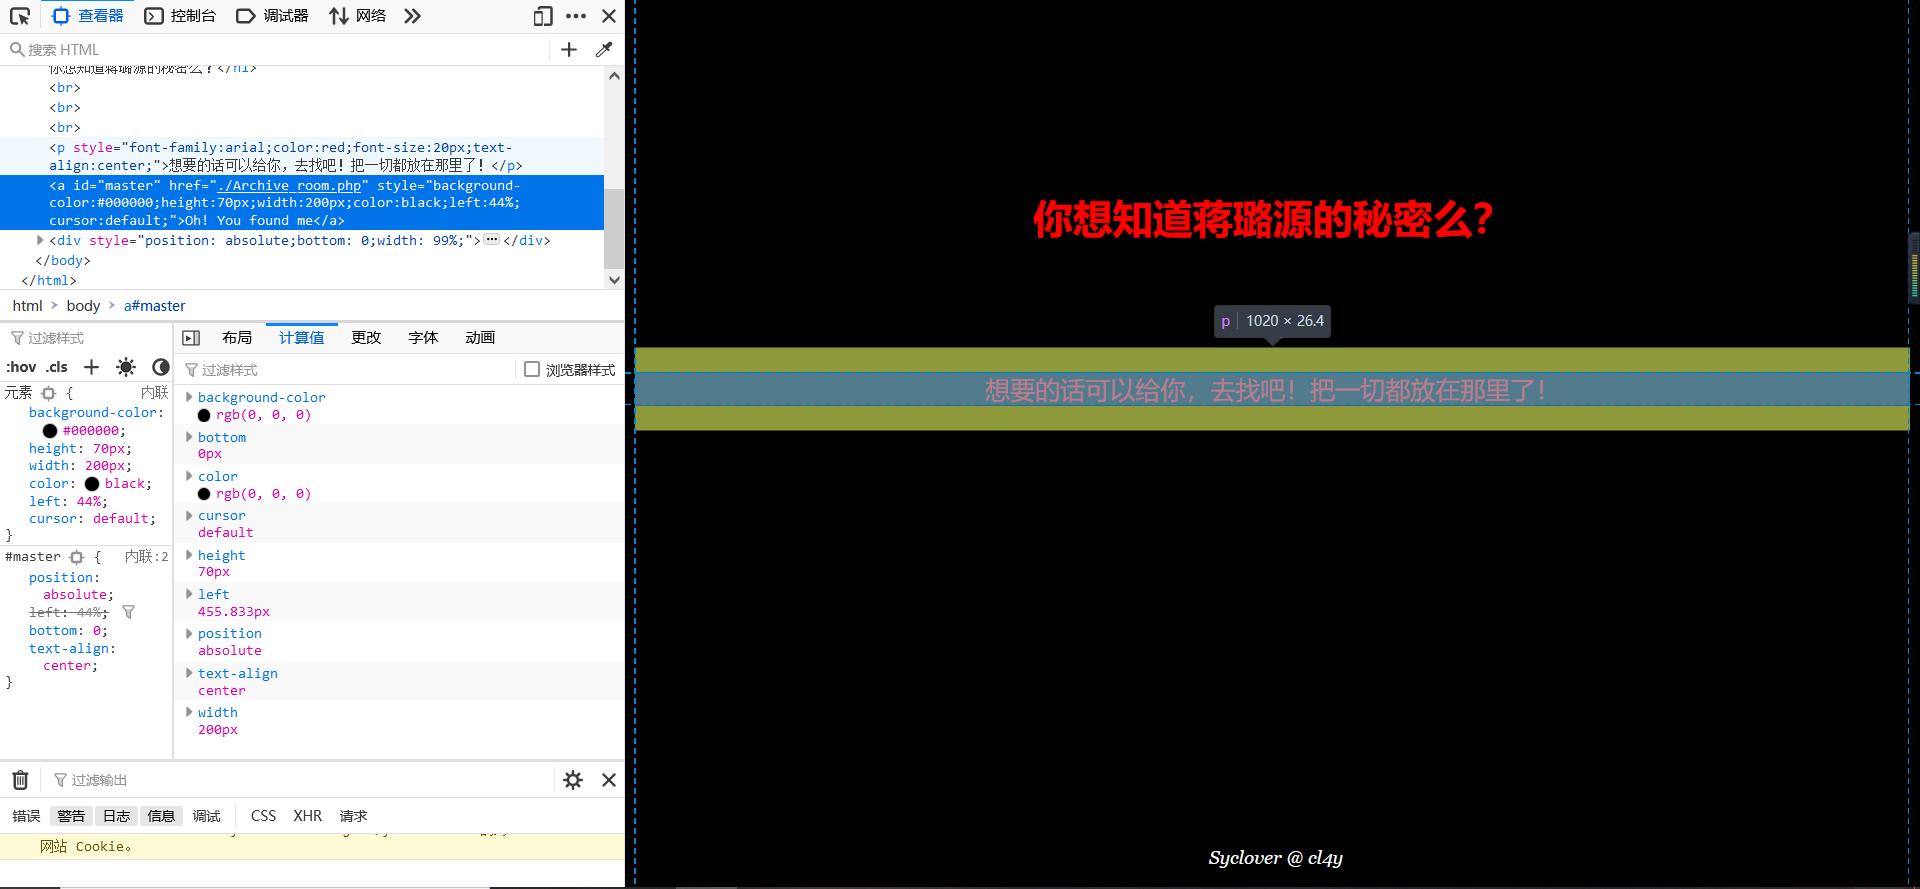 查看器 控制台 调试器 网络
搜索 HTML
你想知道蒋璐源的秘密么？</h1>
<br>
<br>
<br>
<p style="font-family:arial;color:red;font-size:20px;text-
align:center;">想要的话可以给你，去找吧！把一切都放在那里了！</p>
<a id="master" href="./Archive_room.php" style="background-
color:#000000;height:70px;width:200px;color:black;left:44%;
cursor:default;">Oh! You found me</a>
<div style="position: absolute;bottom: 0;width: 99%;"></div>
</body>
</html>
html body a#master
过滤样式
:hov .cls
元素 { 内联
background-color:
#000000;
height: 70px;
width: 200px;
color: black;
left: 44%;
cursor: default;
}
#master { 内联:2
position:
absolute;
left: 44%;
bottom: 0;
text-align:
center;
}
布局 计算值 更改 字体 动画
过滤样式 浏览器样式
background-color
rgb(0, 0, 0)
bottom
0px
color
rgb(0, 0, 0)
cursor
default
height
70px
left
455.833px
position
absolute
text-align
center
width
200px
过滤输出
错误 警告 日志 信息 调试 CSS XHR 请求
网站 Cookie。
你想知道蒋璐源的秘密么？
p 1020 × 26.4
想要的话可以给你，去找吧！把一切都放在那里了！
Syclover @ cl4y